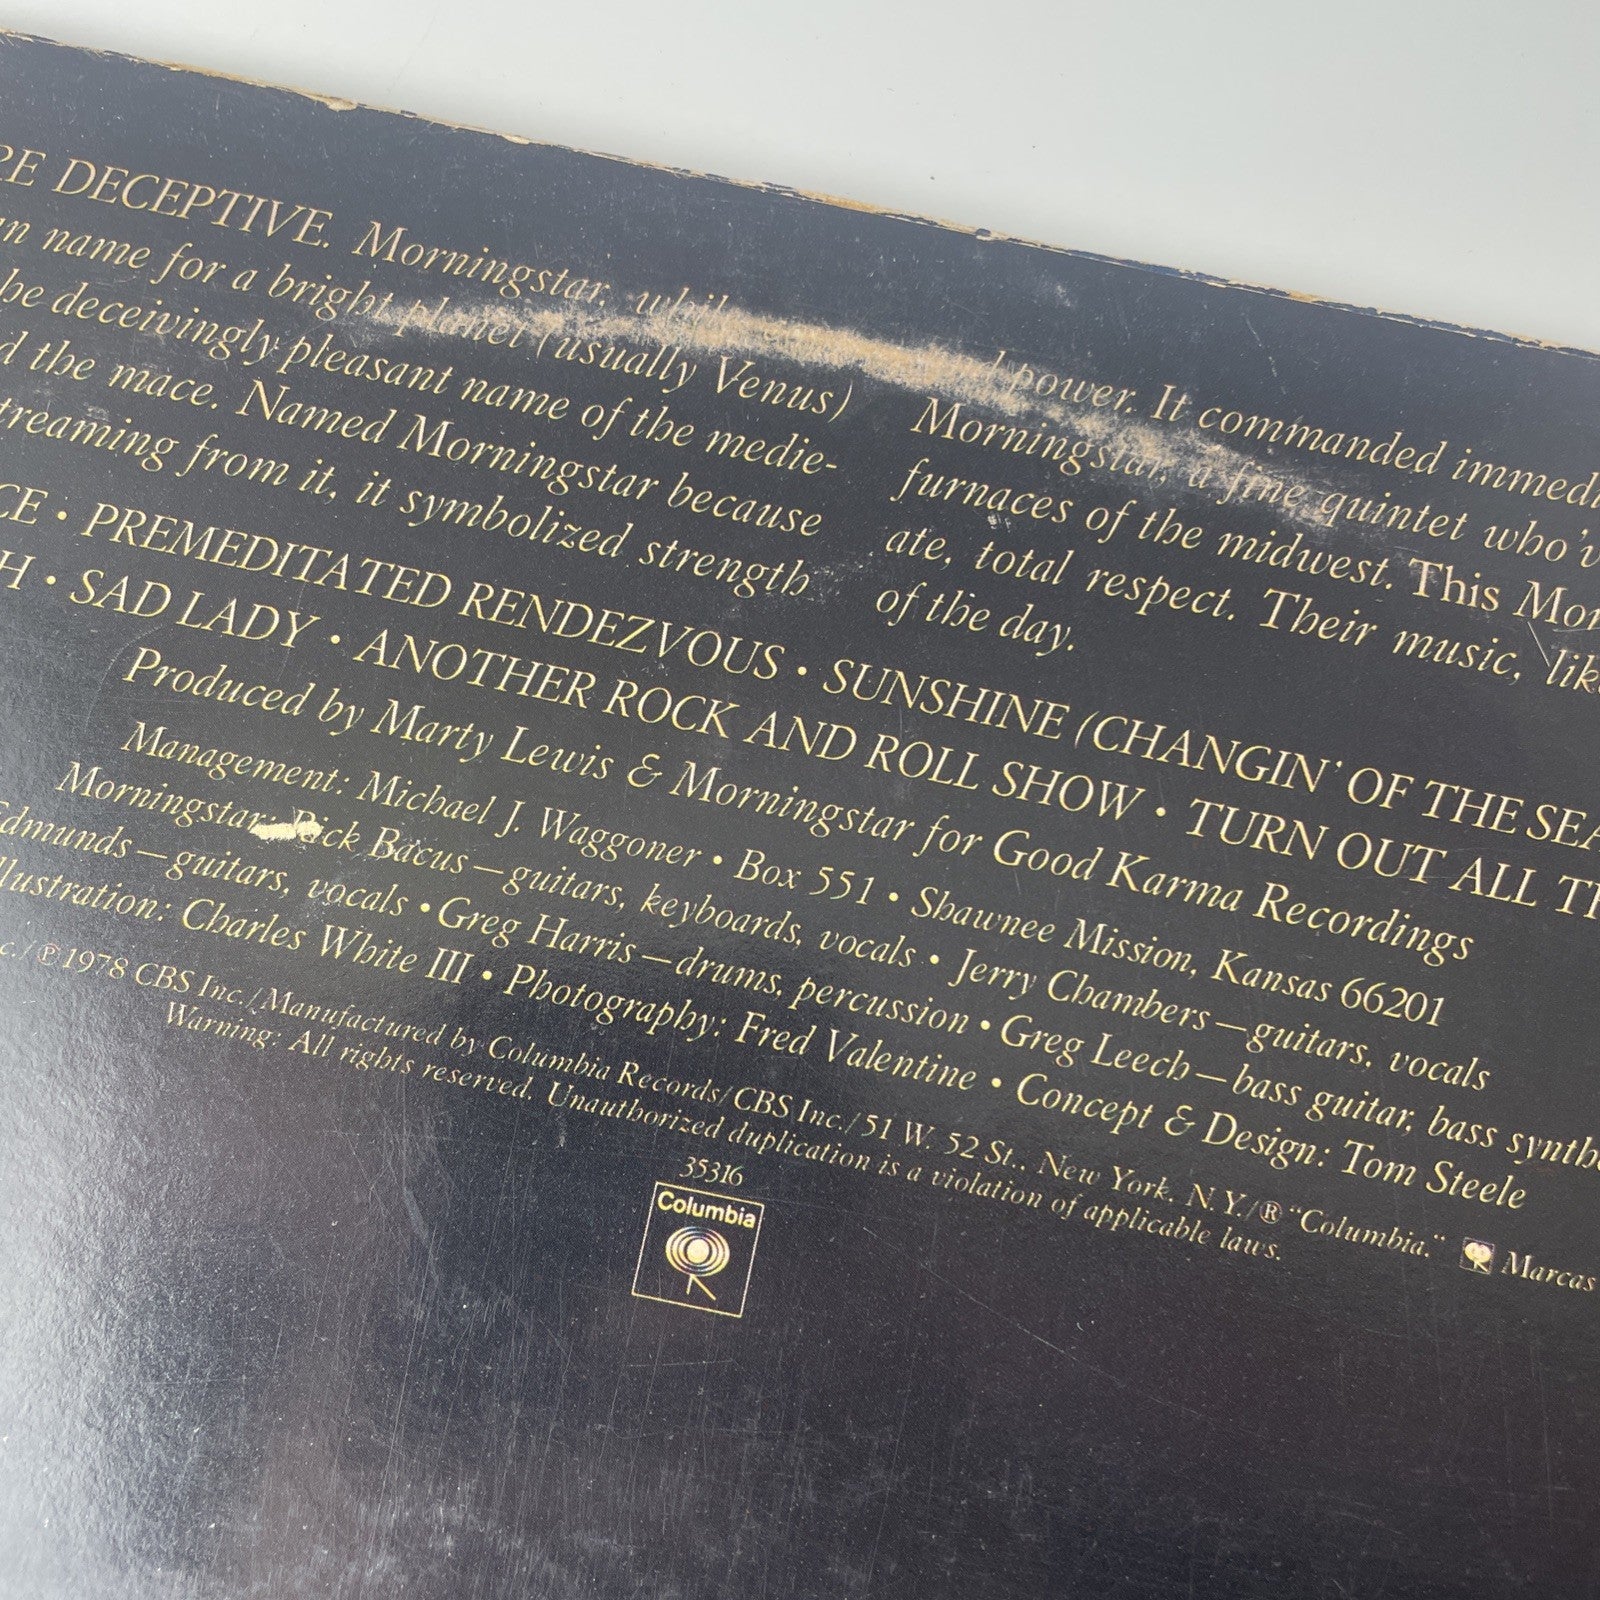 RE DECEPTIVE. Morningstar,
an name for a bright planet (usually Venus)
he deceivingly pleasant name of the medie-
d the mace. Named Morningstar because
treaming from it, it symbolized strength
power. It commanded immedi
Morningstar, a fine quintet who'v
furnaces of the midwest. This Mor
ate, total respect. Their music, lik
of the day.
CE • PREMEDITATED RENDEZVOUS • SUNSHINE (CHANGIN' OF THE SEA
H • SAD LADY • ANOTHER ROCK AND ROLL SHOW • TURN OUT ALL TH
Produced by Marty Lewis & Morningstar for Good Karma Recordings
Management: Michael J. Waggoner • Box 551 • Shawnee Mission, Kansas 66201
Morningstar: Rick Bacus—guitars, keyboards, vocals • Jerry Chambers—guitars, vocals
Edmunds—guitars, vocals • Greg Harris—drums, percussion • Greg Leech—bass guitar, bass synthe
llustration: Charles White III • Photography: Fred Valentine • Concept & Design: Tom Steele
c./℗ 1978 CBS Inc./Manufactured by Columbia Records/CBS Inc./51 W. 52 St., New York, N.Y./® "Columbia," Marcas
Warning: All rights reserved. Unauthorized duplication is a violation of applicable laws.
35316
Columbia